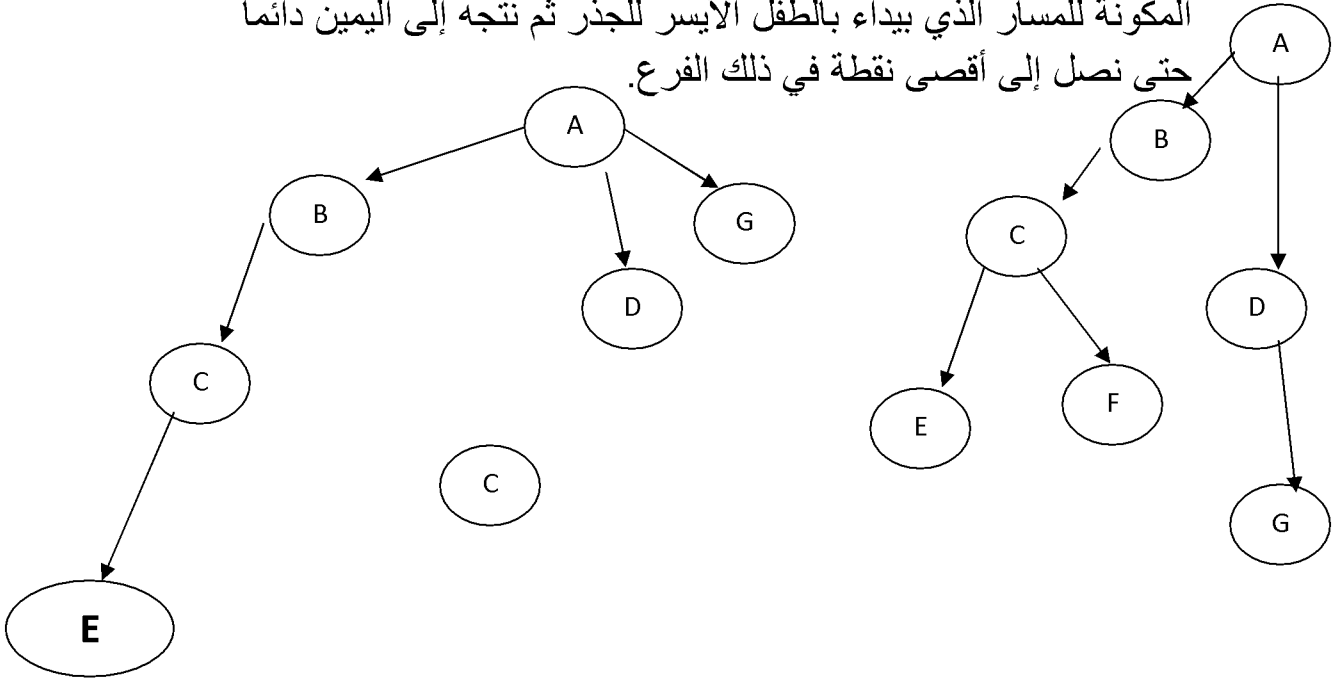 المكونة للمسار الذي بيداء بالطفل الايسر للجذر ثم نتجه إلى اليمين دائما
حتى نصل إلى أقصى نقطة في ذلك الفرع.
A
A
B
B
G
C
D
D
C
F
E
C
G
E